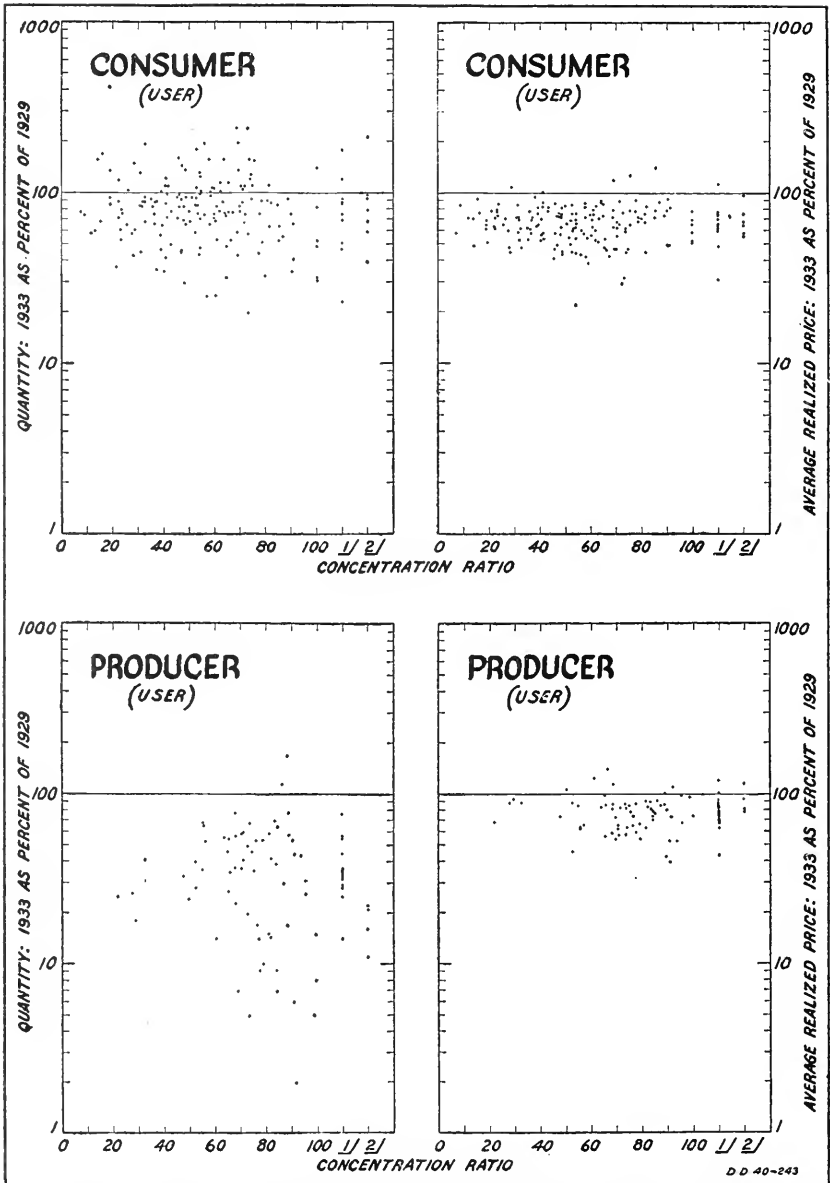 CONSUMER
(USER)
QUANTITY: 1933 AS PERCENT OF 1929
1000
100
10
1
0 20 40 60 80 100 1/ 2/
CONSUMER
(USER)
1000
100
10
1
AVERAGE REALIZED PRICE: 1933 AS PERCENT OF 1929
0 20 40 60 80 100 1/ 2/
CONCENTRATION RATIO
PRODUCER
(USER)
QUANTITY: 1933 AS PERCENT OF 1929
1000
100
10
1
0 20 40 60 80 100 1/ 2/
PRODUCER
(USER)
1000
100
10
1
AVERAGE REALIZED PRICE: 1933 AS PERCENT OF 1929
0 20 40 60 80 100 1/ 2/
CONCENTRATION RATIO
DD 40-243